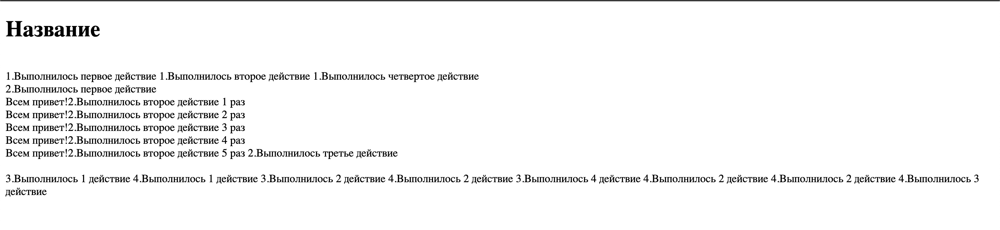 Название
1.Выполнилось первое действие 1.Выполнилось второе действие 1.Выполнилось четвертое действие
2.Выполнилось первое действие
Всем привет!2.Выполнилось второе действие 1 раз
Всем привет!2.Выполнилось второе действие 2 раз
Всем привет!2.Выполнилось второе действие 3 раз
Всем привет!2.Выполнилось второе действие 4 раз
Всем привет!2.Выполнилось второе действие 5 раз 2.Выполнилось третье действие
3.Выполнилось 1 действие 4.Выполнилось 1 действие 3.Выполнилось 2 действие 4.Выполнилось 2 действие 3.Выполнилось 4 действие 4.Выполнилось 2 действие 4.Выполнилось 2 действие 4.Выполнилось 3
действие